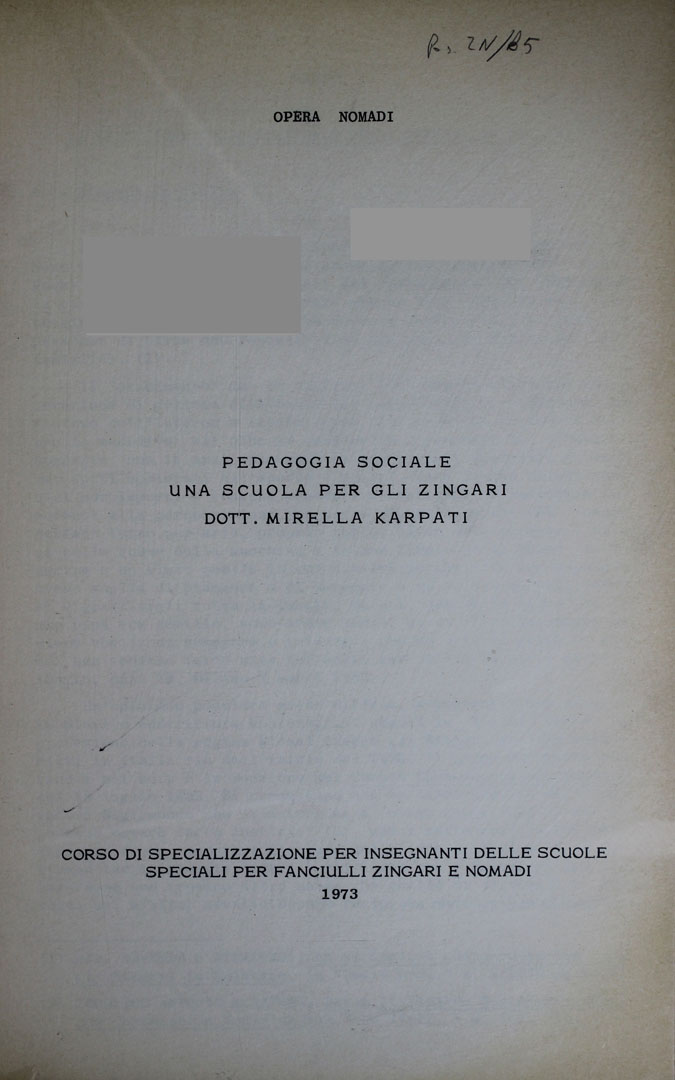 OPERA NOMADI
PEDAGOGIA SOCIALE
UNA SCUOLA PER GLI ZINGARI
DOTT. MIRELLA KARPATI
CORSO DI SPECIALIZZAZIONE PER INSEGNANTI DELLE SCUOLE
SPECIALI PER FANCIULLI ZINGARI E NOMADI
1973